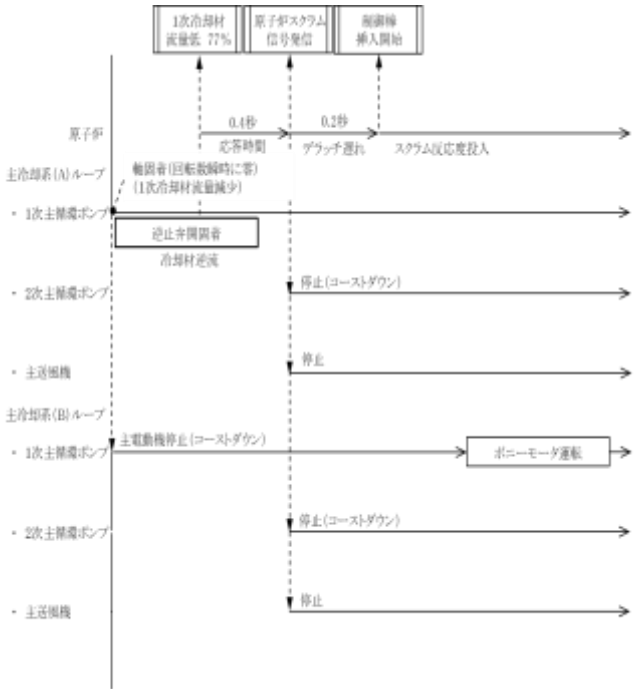 1次冷却材
流量低 77%
原子炉スクラム
信号発信
制御棒
挿入開始
0.4秒
0.2秒
原子炉
応答時間
デラッチ遅れ
スクラム反応度投入
主冷却系(A)ループ
軸固着(回転数瞬時に零)
(1次冷却材流量減少)
・ 1次主循環ポンプ
逆止弁開固着
冷却材逆流
・ 2次主循環ポンプ
停止(コーストダウン)
・ 主送風機
停止
主冷却系(B)ループ
主電動機停止(コーストダウン)
・ 1次主循環ポンプ
ポニーモータ運転
・ 2次主循環ポンプ
停止(コーストダウン)
・ 主送風機
停止